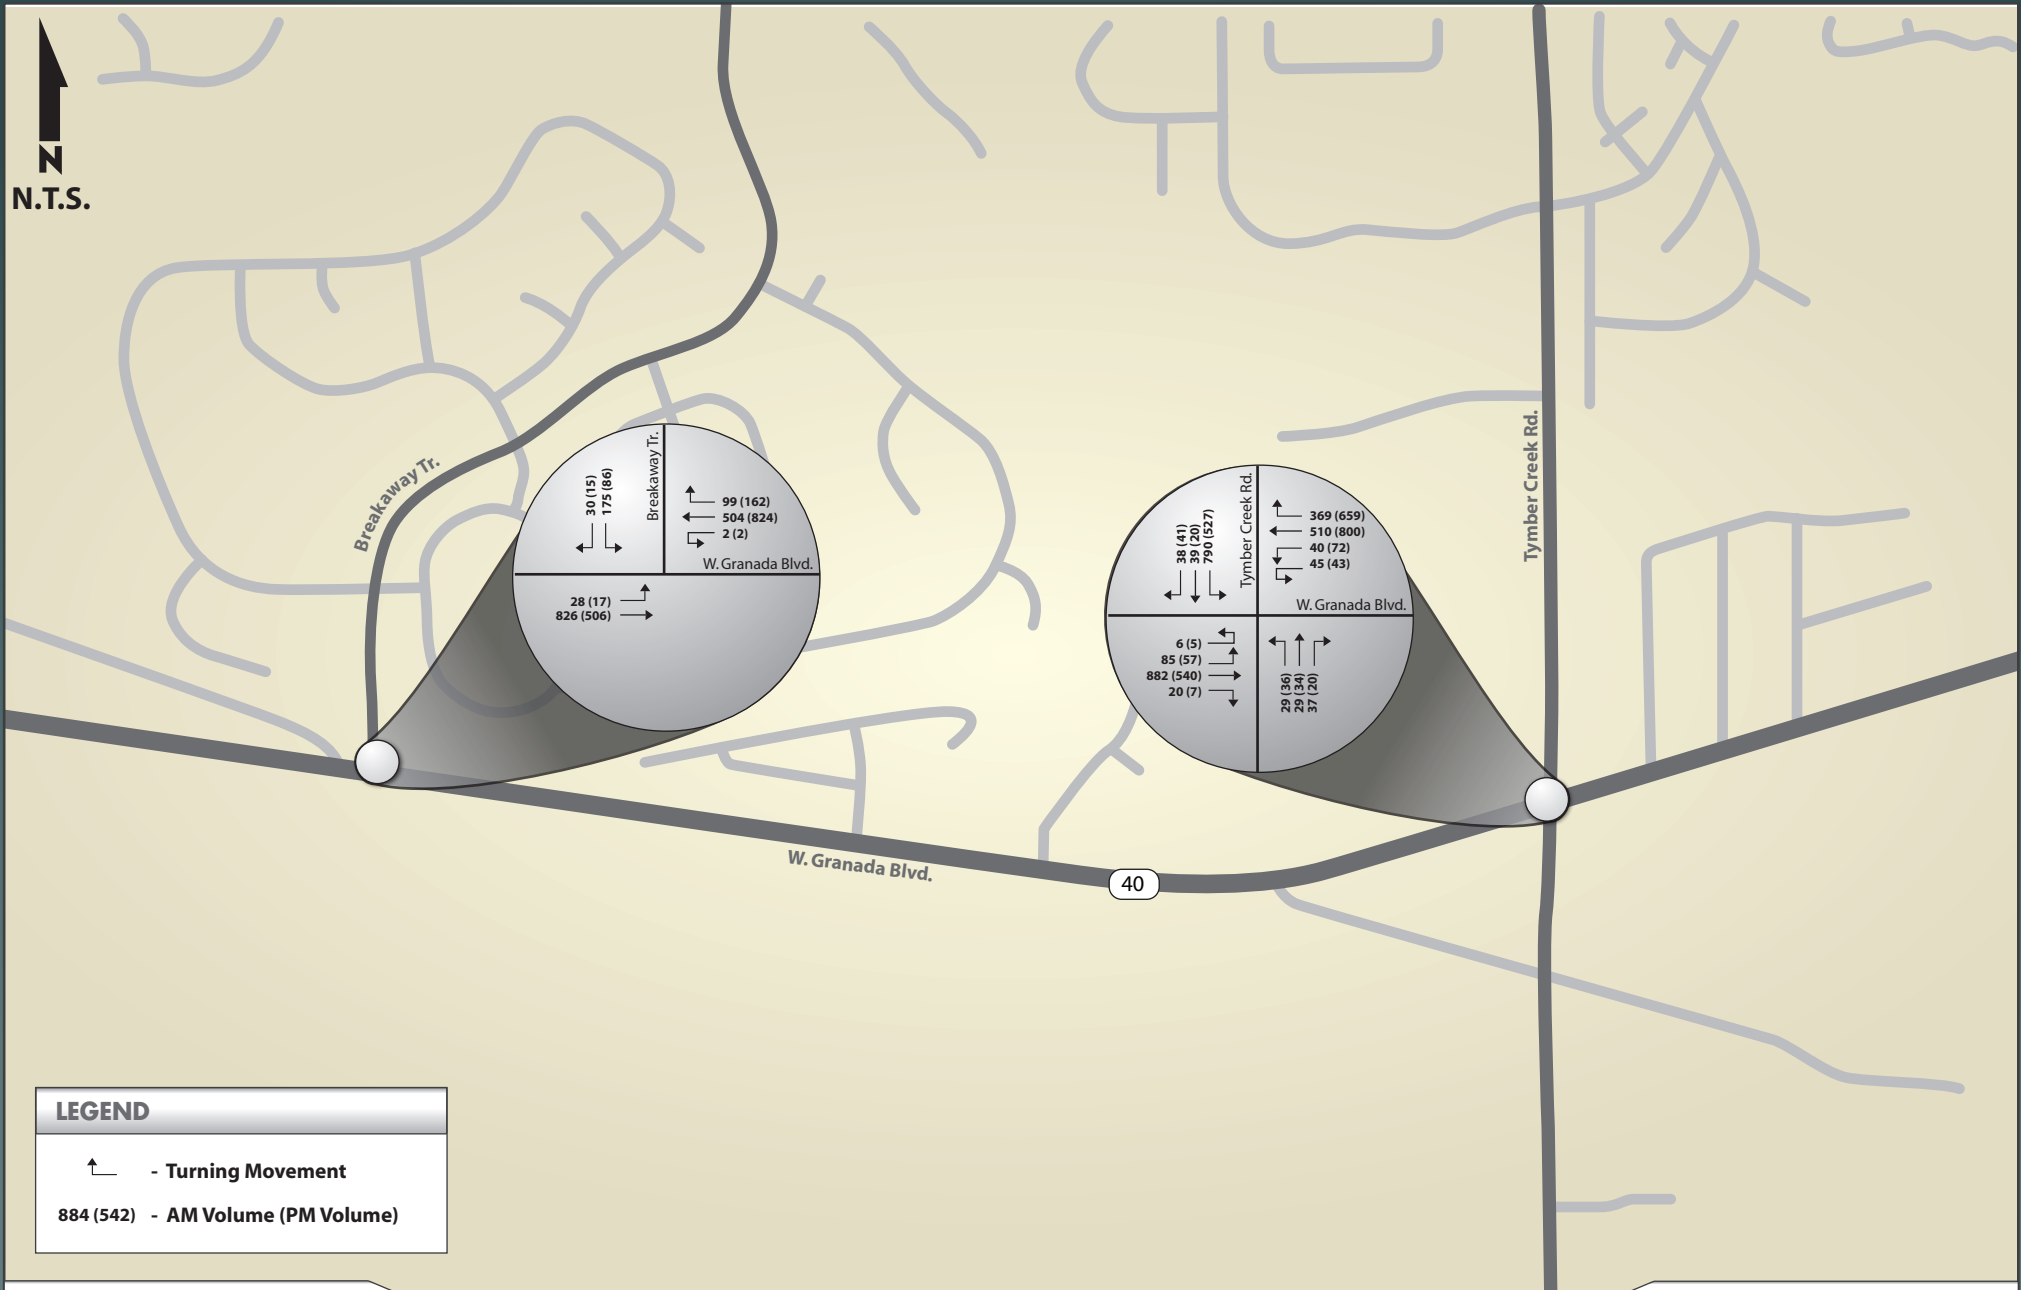 N
N.T.S.
Breakaway Tr.
30 (15)
175 (86)
Breakaway Tr.
99 (162)
504 (824)
2 (2)
W. Granada Blvd.
28 (17)
826 (506)
38 (41)
39 (20)
790 (527)
Tymber Creek Rd.
369 (659)
510 (800)
40 (72)
45 (43)
W. Granada Blvd.
6 (5)
85 (57)
882 (540)
20 (7)
29 (36)
29 (34)
37 (20)
Tymber Creek Rd.
W. Granada Blvd.
40
LEGEND
- Turning Movement
884 (542) - AM Volume (PM Volume)